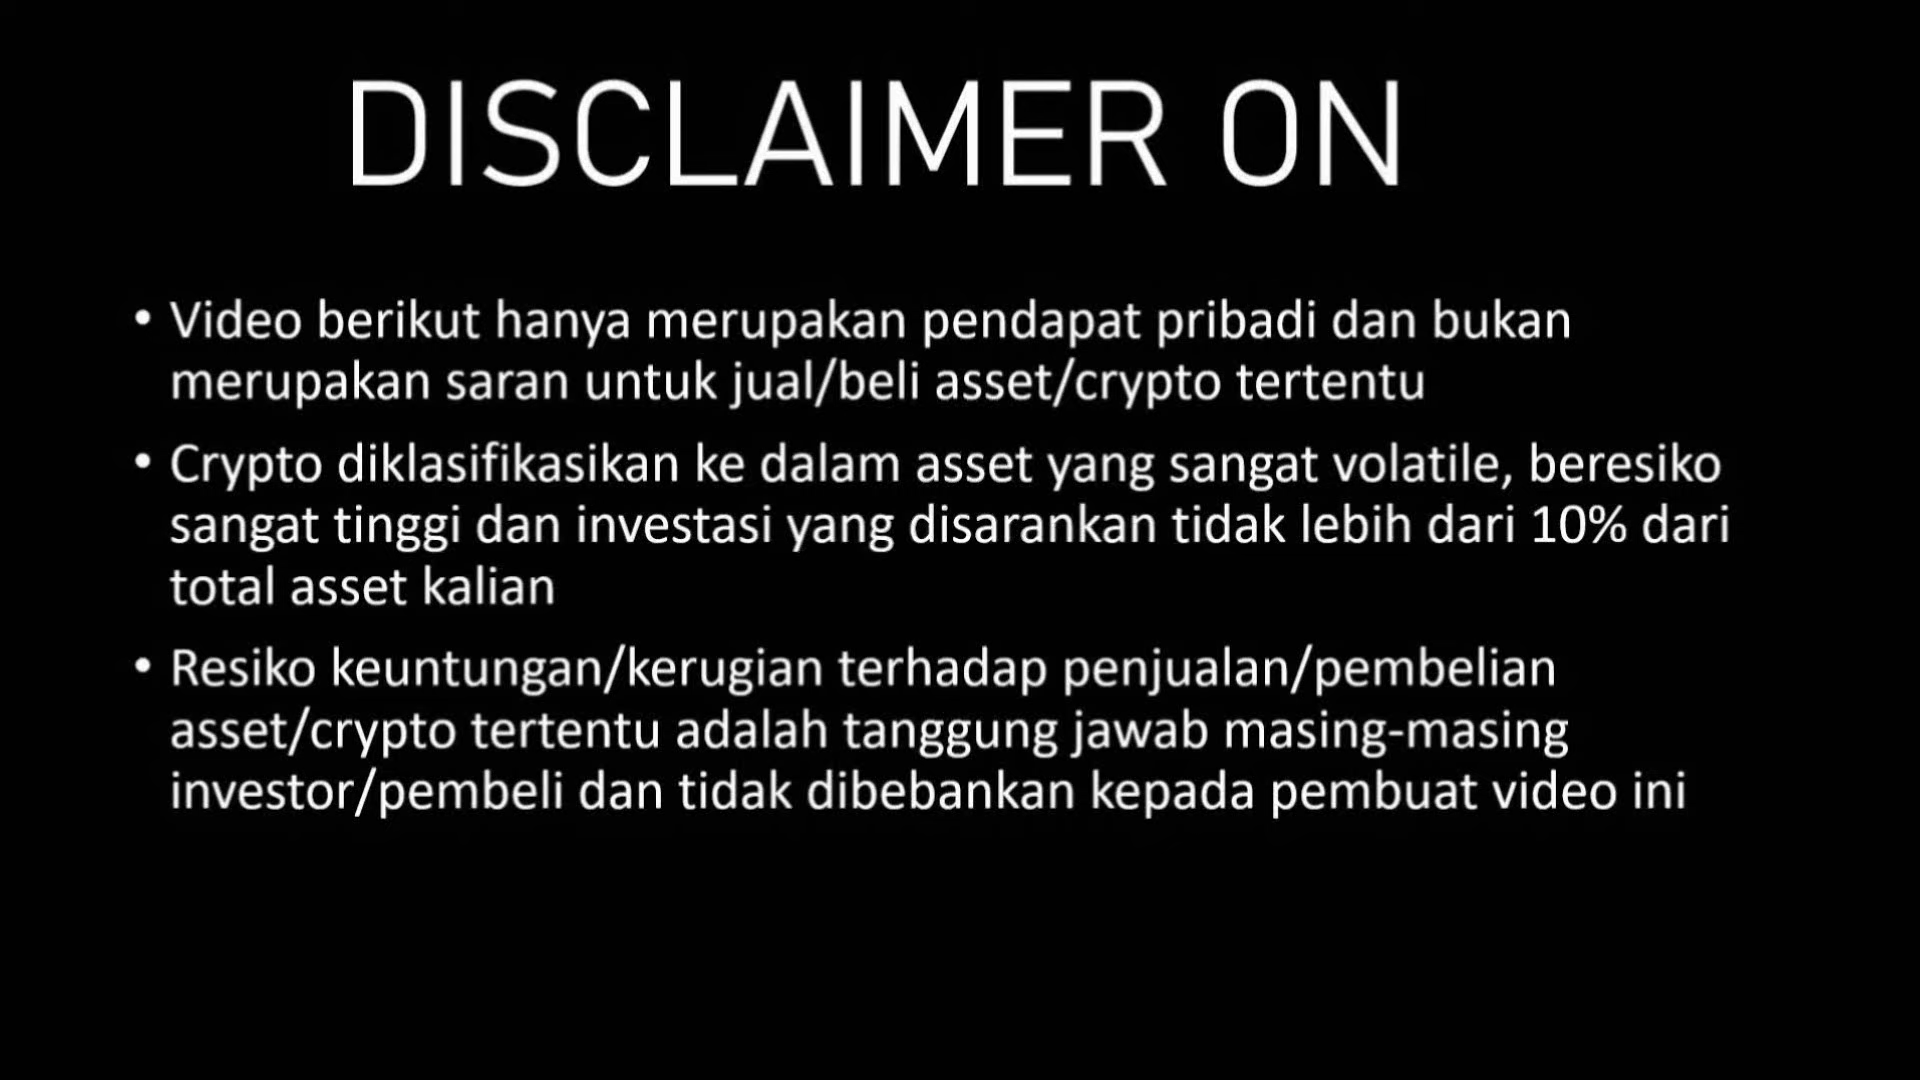 DISCLAIMER ON
• Video berikut hanya merupakan pendapat pribadi dan bukan
merupakan saran untuk jual/beli asset/crypto tertentu
• Crypto diklasifikasikan ke dalam asset yang sangat volatile, beresiko
sangat tinggi dan investasi yang disarankan tidak lebih dari 10% dari
total asset kalian
• Resiko keuntungan/kerugian terhadap penjualan/pembelian
asset/crypto tertentu adalah tanggung jawab masing-masing
investor/pembeli dan tidak dibebankan kepada pembuat video ini